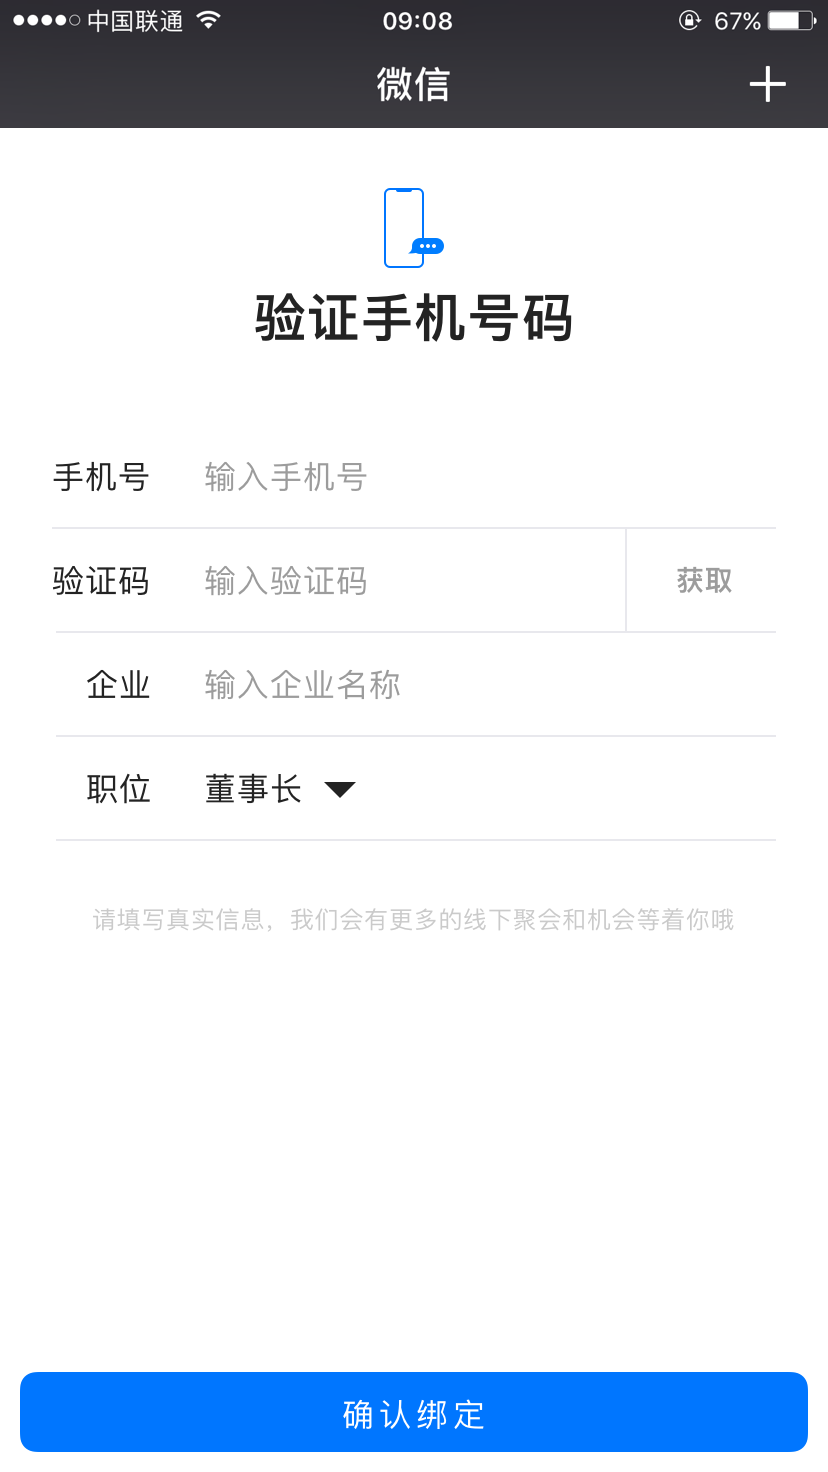 中国联通 09:08 67%
微信
验证手机号码
手机号 输入手机号
验证码 输入验证码 获取
企业 输入企业名称
职位 董事长
请填写真实信息，我们会有更多的线下聚会和机会等着你哦
确认绑定